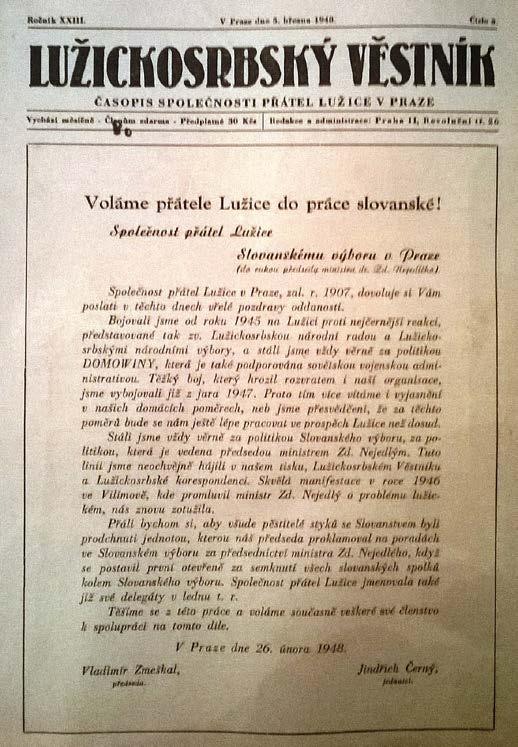 Ročník XXIII. V Praze dne 5. března 1948. Číslo 3
LUŽICKOSRBSKÝ VĚSTNÍK
ČASOPIS SPOLEČNOSTI PŘÁTEL LUŽICE V PRAZE
Vychází měsíčně - Členům zdarma - Předplatné 30 Kčs Redakce a administrace: Praha II, Revoluční tř. 26
Voláme přátele Lužice do práce slovanské!
Společnost přátel Lužice
Slovanskému výboru v Praze
(do rukou předsedy ministra dr. Zd. Nejedlého)
Společnost přátel Lužice v Praze, zal. r. 1907, dovoluje si Vám
poslati v těchto dnech vřelé pozdravy oddanosti.
Bojovali jsme od roku 1945 na Lužici proti nejčernější reakci,
představované tak zv. Lužickosrbskou národní radou a Lužicko-
srbskými národními výbory, a stáli jsme vždy věrně za politikou
DOMOWINY, která je také podporována sovětskou vojenskou admi-
nistrativou. Těžký boj, který hrozil rozvratem i naší organisace,
jsme vybojovali již z jara 1947. Proto tím více vítáme i vyjasnění
v našich domácích poměrech, neb jsme přesvědčeni, že za těchto
poměrů bude se nám ještě lépe pracovat ve prospěch Lužice než dosud.
Stáli jsme vždy věrně za politikou Slovanského výboru, za po-
litikou, která je vedena předsedou ministrem Zd. Nejedlým. Tuto
linii jsme neochvějně hájili v našem tisku, Lužickosrbském Věstníku
a Lužickosrbské korespondenci. Skvělá manifestace v roce 1946
ve Vilímově, kde promluvil ministr Zd. Nejedlý o problému lužic-
kém, nás znovu zotužila.
Přáli bychom si, aby všude pěstitelé styků se Slovanstvem byli
prodchnuti jednotou, kterou náš předseda proklamoval na poradách
ve Slovanském výboru za předsednictví ministra Zd. Nejedlého, když
se postavil první otevřeně za semknutí všech slovanských spolků
kolem Slovanského výboru. Společnost přátel Lužice jmenovala také
již své delegáty v lednu t. r.
Těšíme se z této práce a voláme současně veškeré své členstvo
k spolupráci na tomto díle.
V Praze dne 26. února 1948.
Vladimír Zmeškal, Jindřich Černý,
předseda. jednatel.